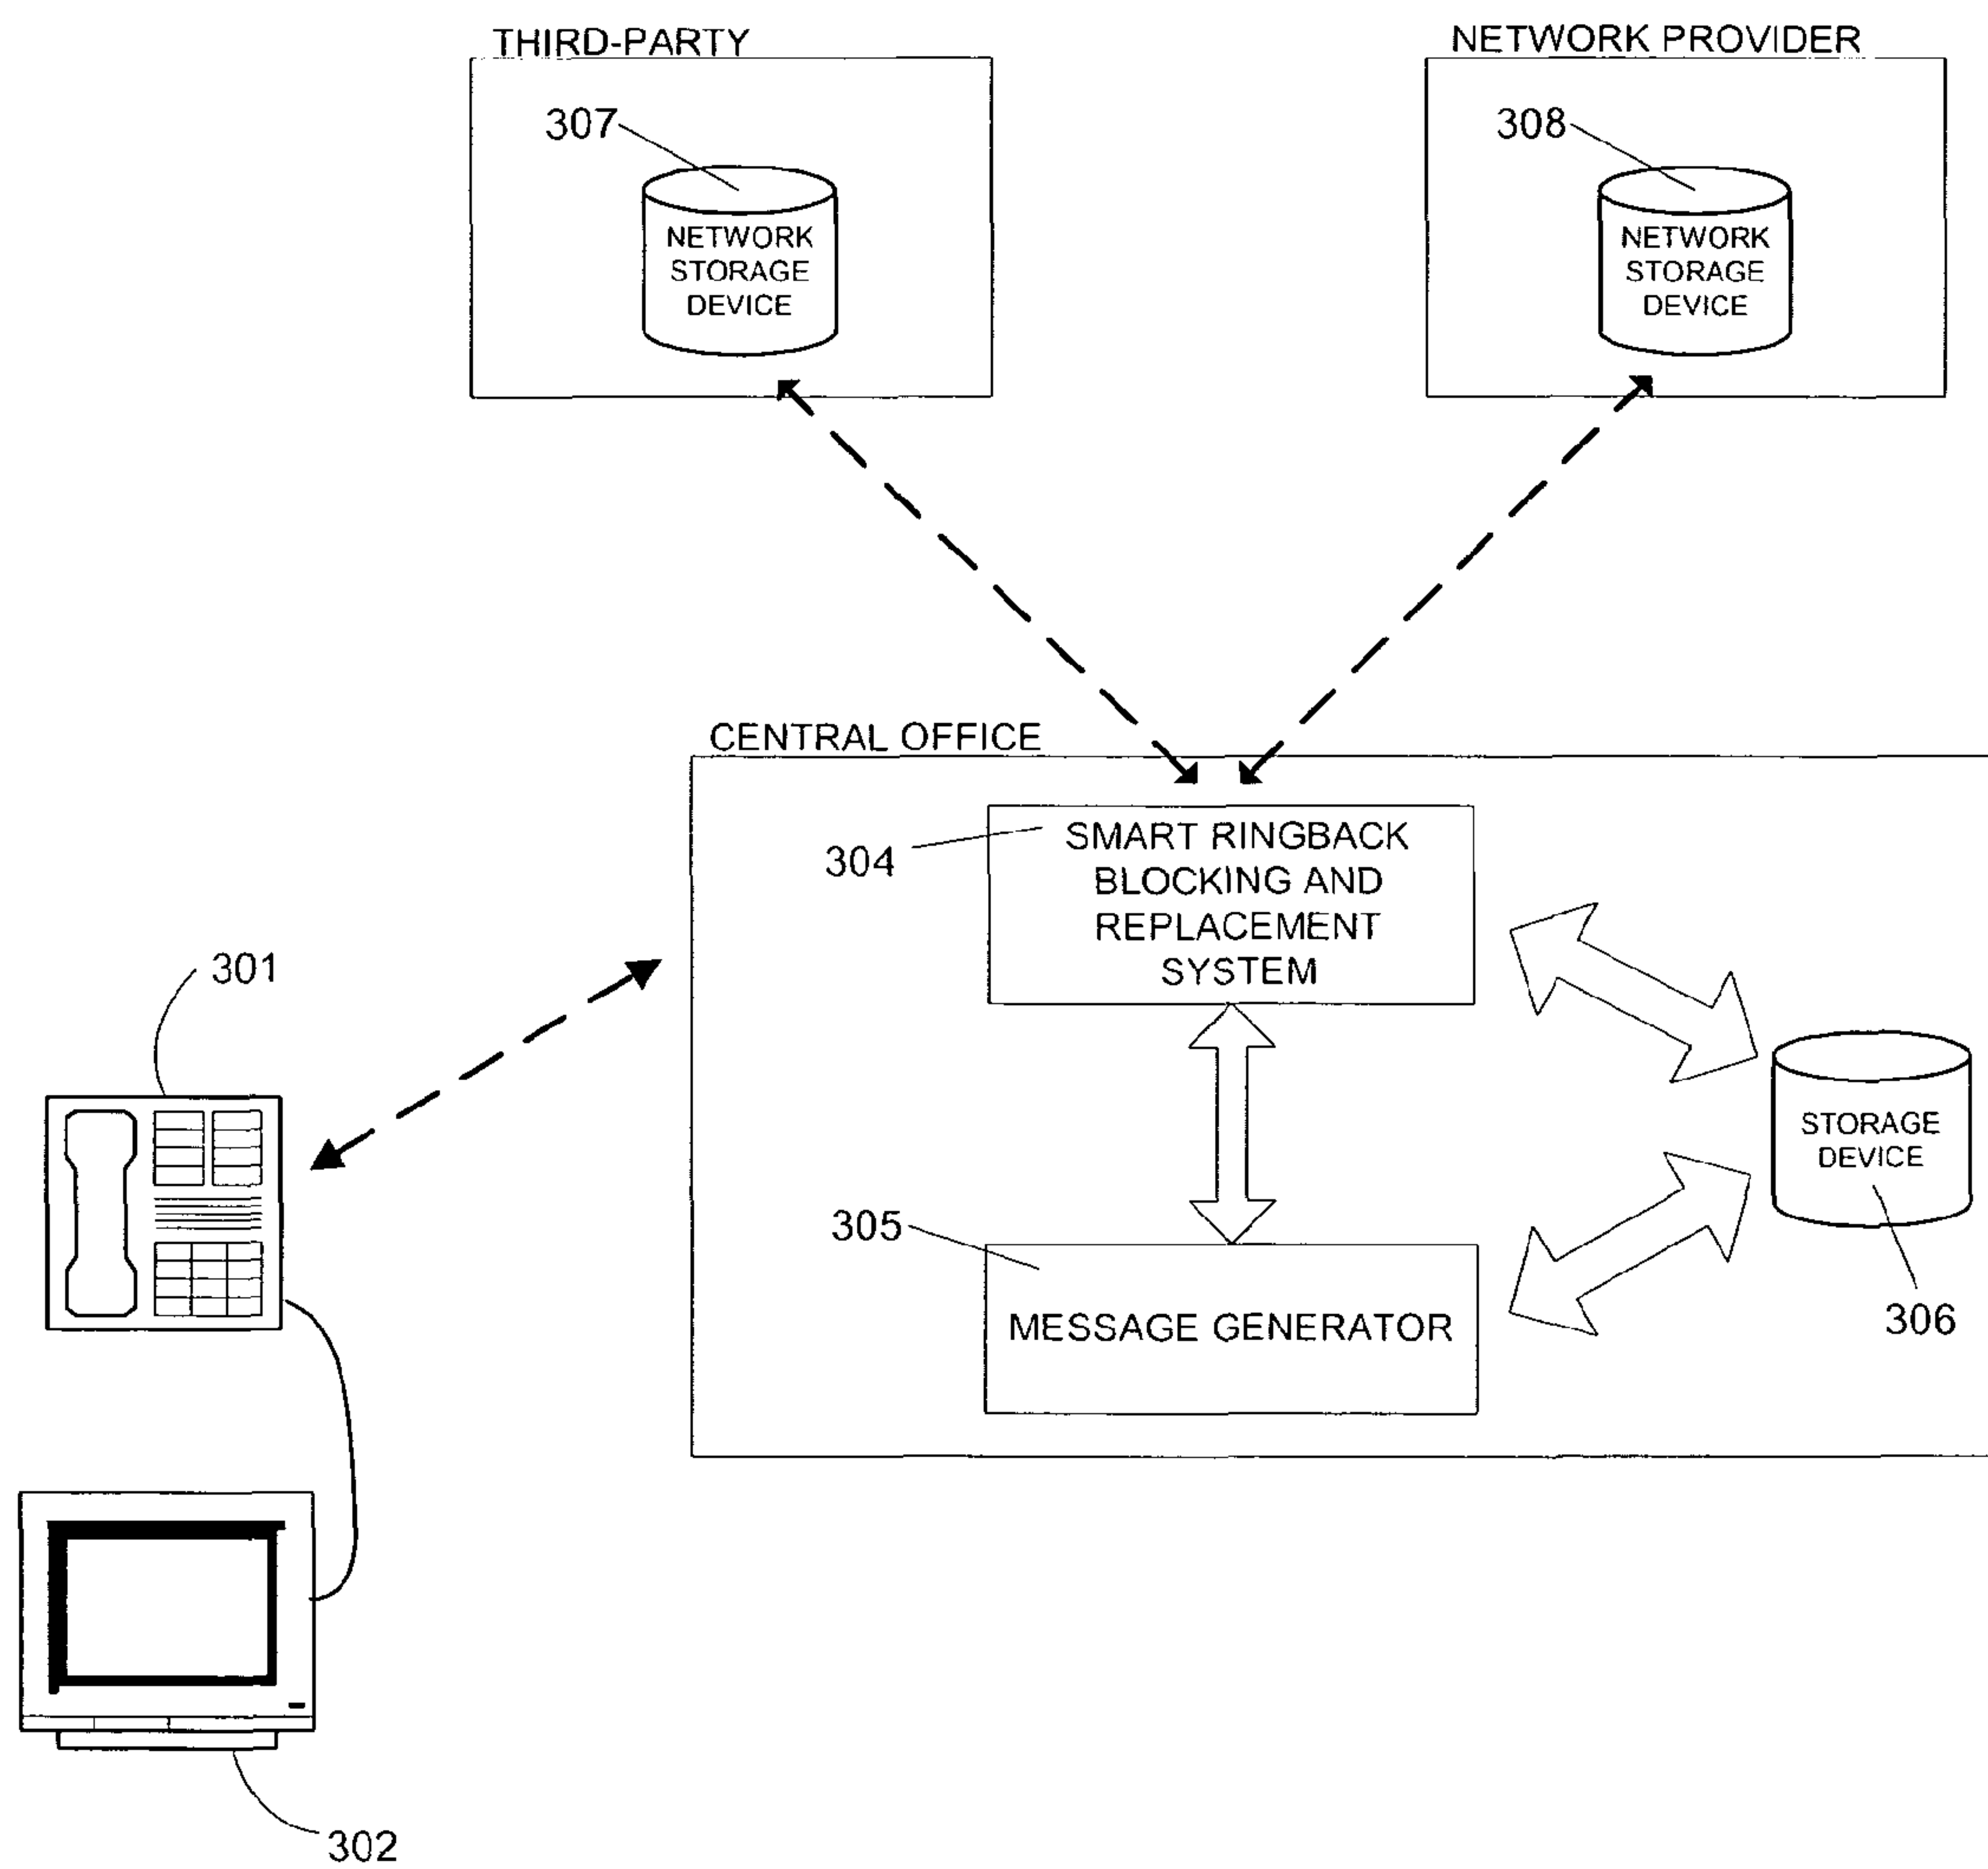 THIRD-PARTY
NETWORK PROVIDER
307
308
NETWORK
STORAGE
DEVICE
NETWORK
STORAGE
DEVICE
CENTRAL OFFICE
304
SMART RINGBACK
BLOCKING AND
REPLACEMENT
SYSTEM
301
STORAGE
DEVICE
305
MESSAGE GENERATOR
306
302